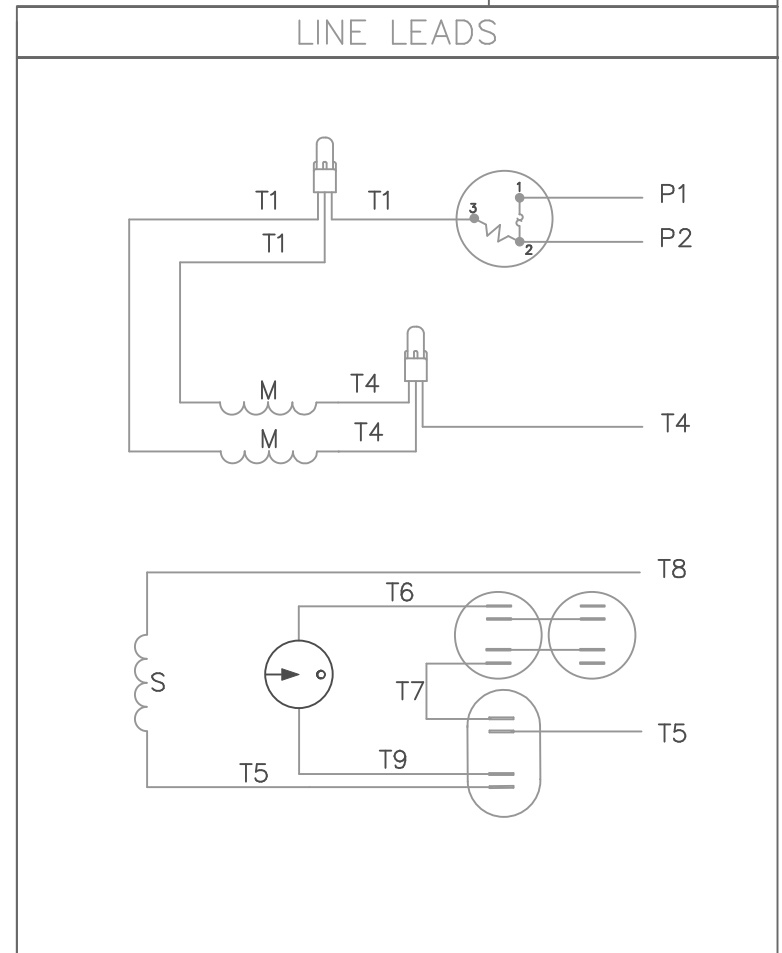 LINE LEADS
T1 T1 1 P1
3
T1 2 P2
M T4
T4
M T4
T8
T6
S
T7
T5
T9
T5